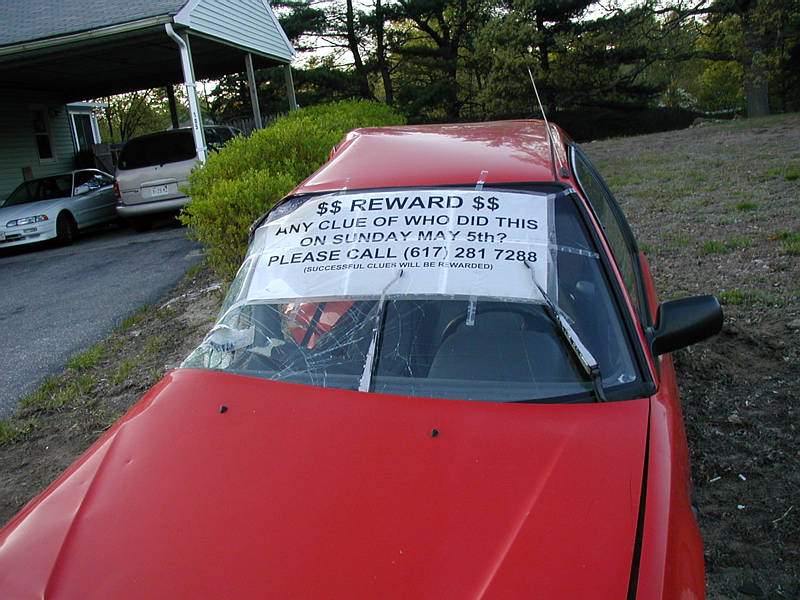 $$ REWARD $$
ANY CLUE OF WHO DID THIS
ON SUNDAY MAY 5th?
PLEASE CALL (617) 281 7288
(SUCCESSFUL CLUES WILL BE REWARDED)